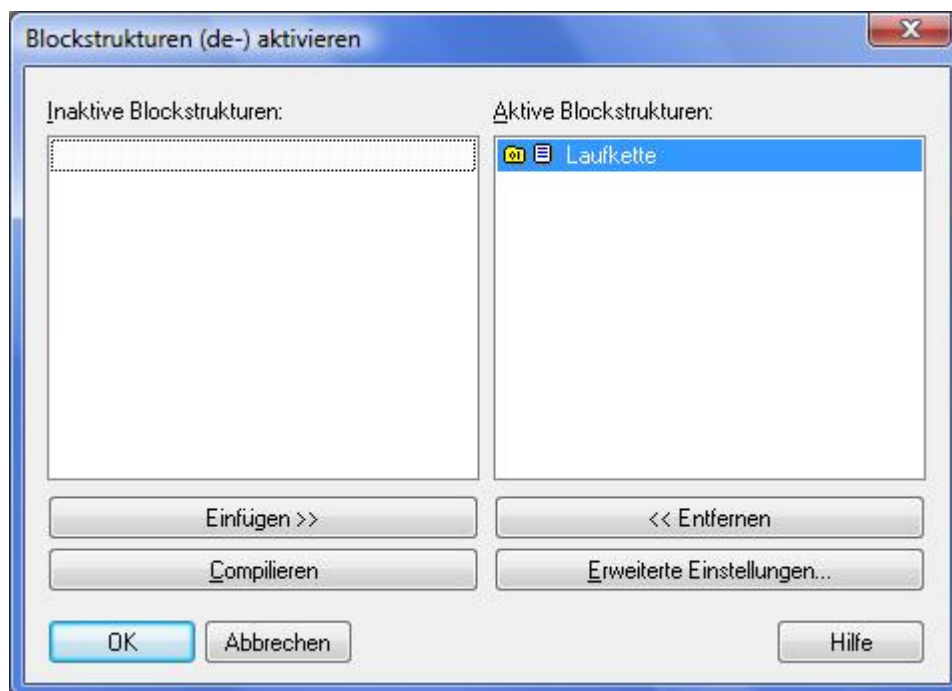 Blockstrukturen (de-) aktivieren
Inaktive Blockstrukturen:
Aktive Blockstrukturen:
Laufkette
Einfügen >>
<< Entfernen
Compilieren
Erweiterte Einstellungen...
OK
Abbrechen
Hilfe